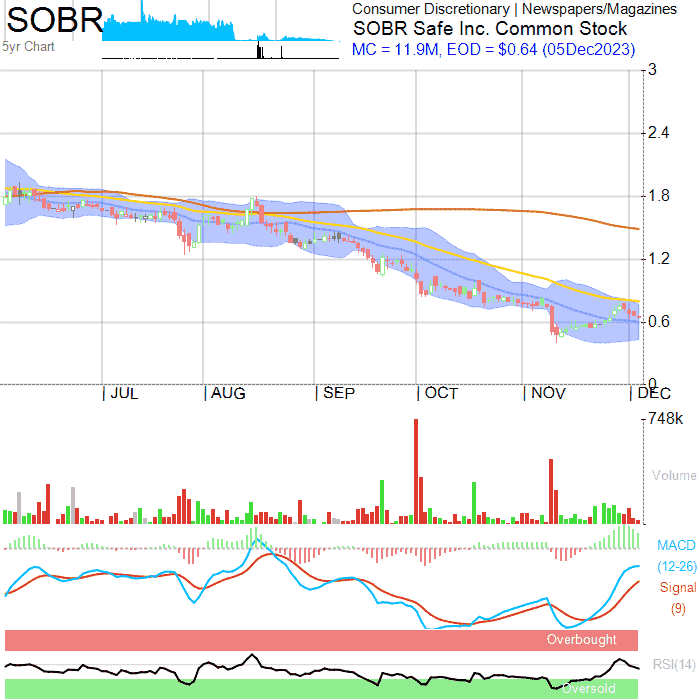 SOBR
5yr Chart
Consumer Discretionary | Newspapers/Magazines
SOBR Safe Inc. Common Stock
MC = 11.9M, EOD = $0.64 (05Dec2023)
3
2.4
1.8
1.2
0.6
0
JUL AUG SEP OCT NOV DEC
748k
Volume
MACD
(12-26)
Signal
(9)
Overbought
RSI(14)
Oversold